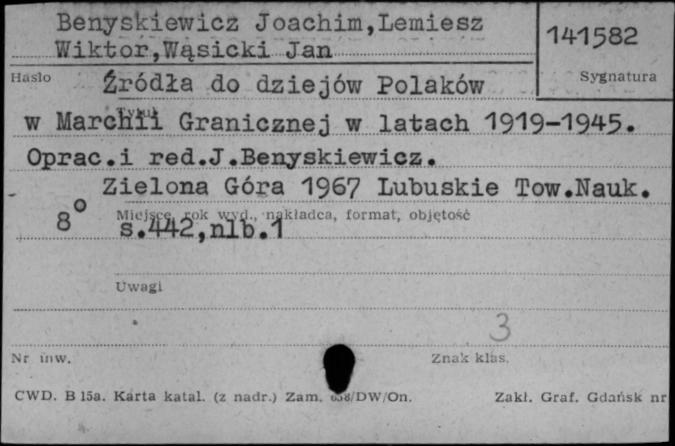 Benyskiewicz Joachim,Lemiesz
Wiktor,Wąsicki Jan
141582
Hasło
Sygnatura
Źródła do dziejów Polaków
Tytuł
w Marchii Granicznej w latach 1919-1945.
Oprac.i red.J.Benyskiewicz.
Zielona Góra 1967 Lubuskie Tow.Nauk.
8°
Miejsce, rok wyd., nakładca, format, objętość
s.442,nlb.1
Uwagi
3
Nr inw.
Znak klas.
CWD. B 15a. Karta katal. (z nadr.) Zam. /DW/On.
Zakł. Graf. Gdańsk nr